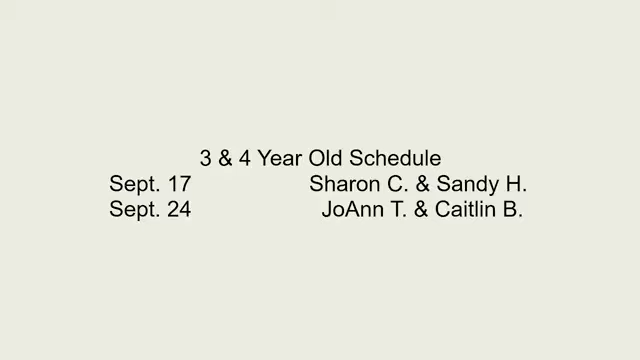 3 & 4 Year Old Schedule
Sept. 17 Sharon C. & Sandy H.
Sept. 24 JoAnn T. & Caitlin B.